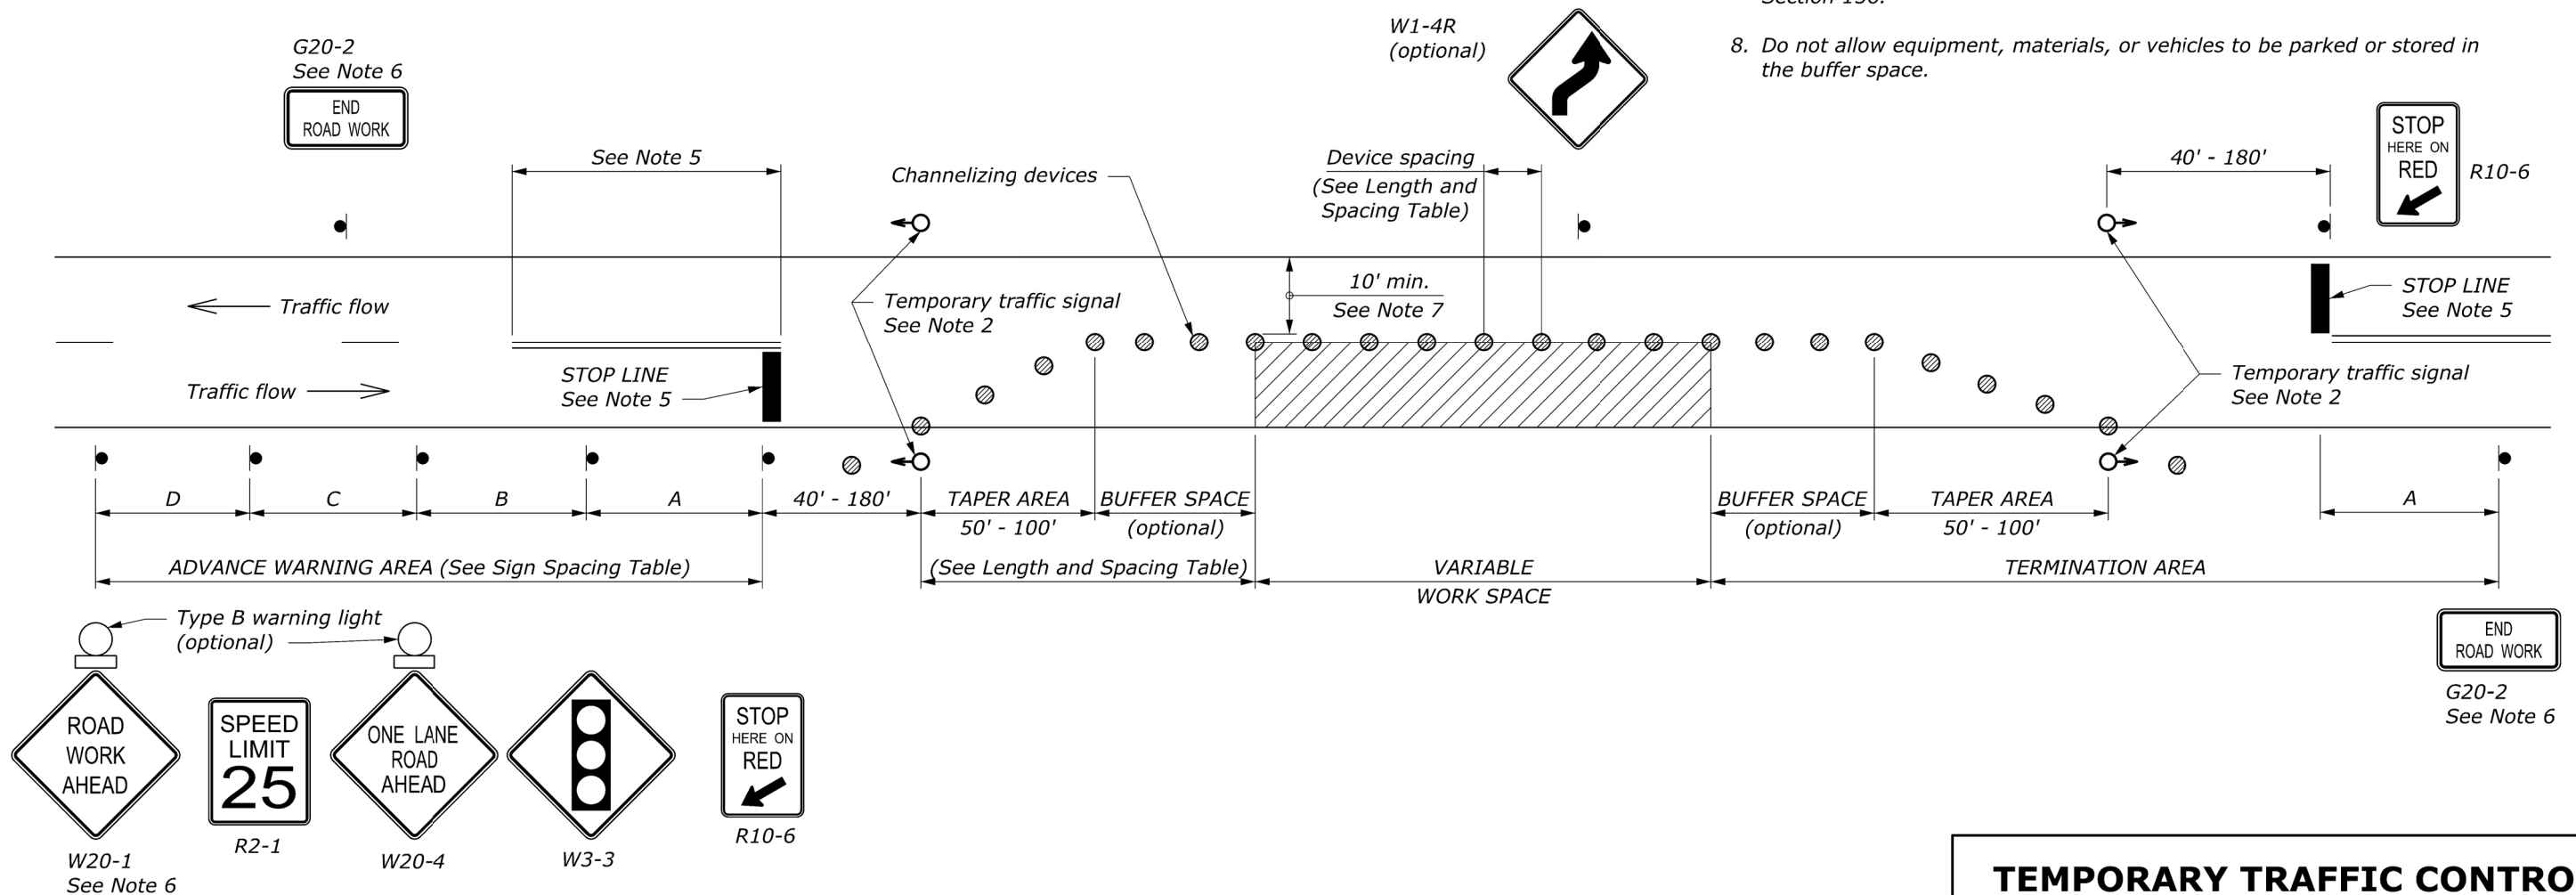 Section 156.
8. Do not allow equipment, materials, or vehicles to be parked or stored in
the buffer space.
G20-2
See Note 6
END
ROAD WORK
W1-4R
(optional)
See Note 5
Channelizing devices
Device spacing
(See Length and
Spacing Table)
40' - 180'
STOP
HERE ON
RED
R10-6
Traffic flow
Temporary traffic signal
See Note 2
10' min.
See Note 7
STOP LINE
See Note 5
Traffic flow
STOP LINE
See Note 5
Temporary traffic signal
See Note 2
D
C
B
A
40' - 180'
TAPER AREA
50' - 100'
BUFFER SPACE
(optional)
BUFFER SPACE
(optional)
TAPER AREA
50' - 100'
A
ADVANCE WARNING AREA (See Sign Spacing Table)
(See Length and Spacing Table)
VARIABLE
WORK SPACE
TERMINATION AREA
Type B warning light
(optional)
ROAD
WORK
AHEAD
W20-1
See Note 6
SPEED
LIMIT
25
R2-1
ONE LANE
ROAD
AHEAD
W20-4
W3-3
STOP
HERE ON
RED
R10-6
END
ROAD WORK
G20-2
See Note 6
TEMPORARY TRAFFIC CONTRO